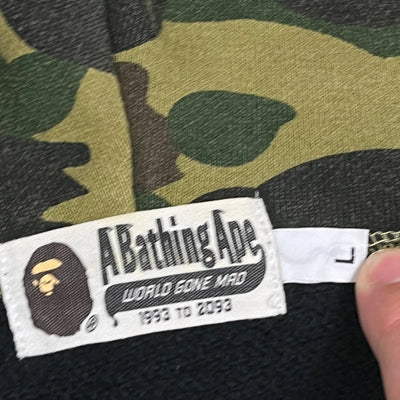 A Bathing Ape
WORLD GONE MAD
1993 TO 2093
®
L